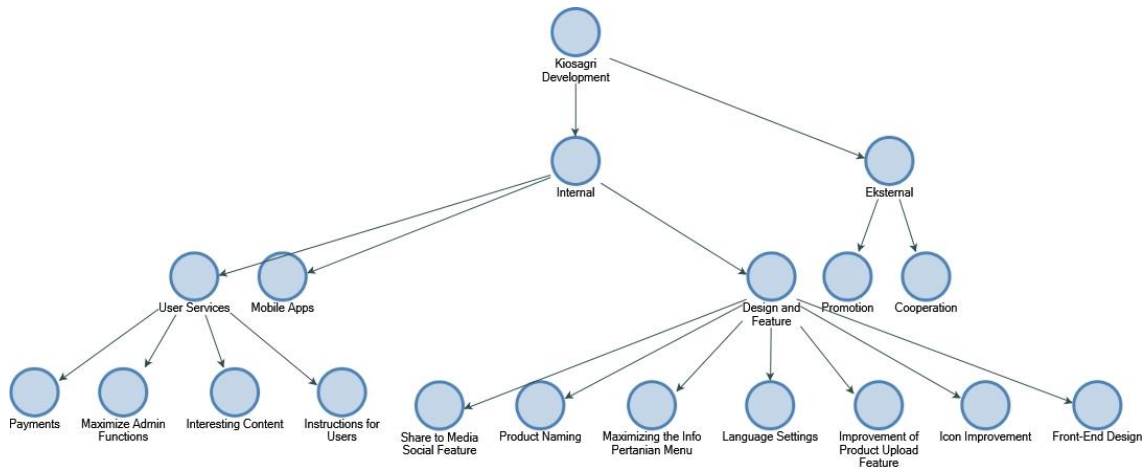 Kiosagri
Development
Internal
Eksternal
User Services
Mobile Apps
Design and
Feature
Promotion
Cooperation
Payments
Maximize Admin
Functions
Interesting Content
Instructions for
Users
Share to Media
Social Feature
Product Naming
Maximizing the Info
Pertanian Menu
Language Settings
Improvement of
Product Upload
Feature
Icon Improvement
Front-End Design